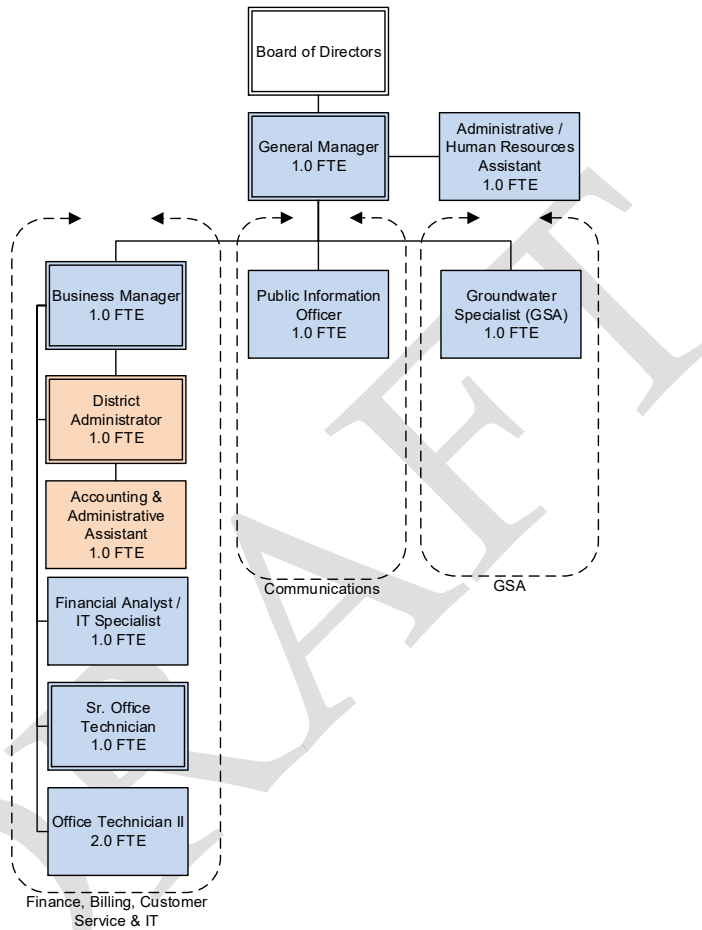 Board of Directors
General Manager
1.0 FTE
Administrative /
Human Resources
Assistant
1.0 FTE
Business Manager
1.0 FTE
Public Information
Officer
1.0 FTE
Groundwater
Specialist (GSA)
1.0 FTE
District
Administrator
1.0 FTE
Accounting &
Administrative
Assistant
1.0 FTE
Financial Analyst /
IT Specialist
1.0 FTE
Sr. Office
Technician
1.0 FTE
Office Technician II
2.0 FTE
Communications
GSA
Finance, Billing, Customer
Service & IT
DRAFT